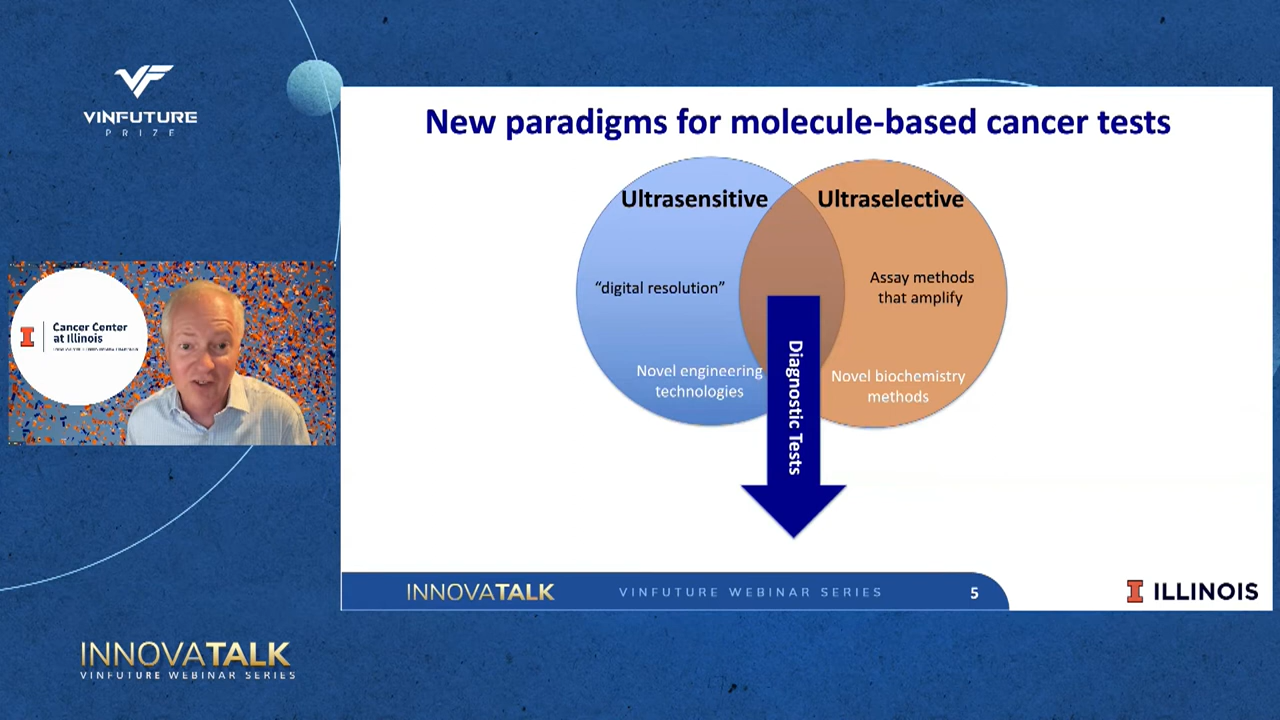 VINFUTURE
PRIZE
New paradigms for molecule-based cancer tests
Ultrasensitive
Ultraselective
“digital resolution”
Assay methods
that amplify
Novel engineering
technologies
Novel biochemistry
methods
Diagnostic Tests
Cancer Center
at Illinois
INNOVATALK
VINFUTURE WEBINAR SERIES
5
ILLINOIS
INNOVATALK
VINFUTURE WEBINAR SERIES